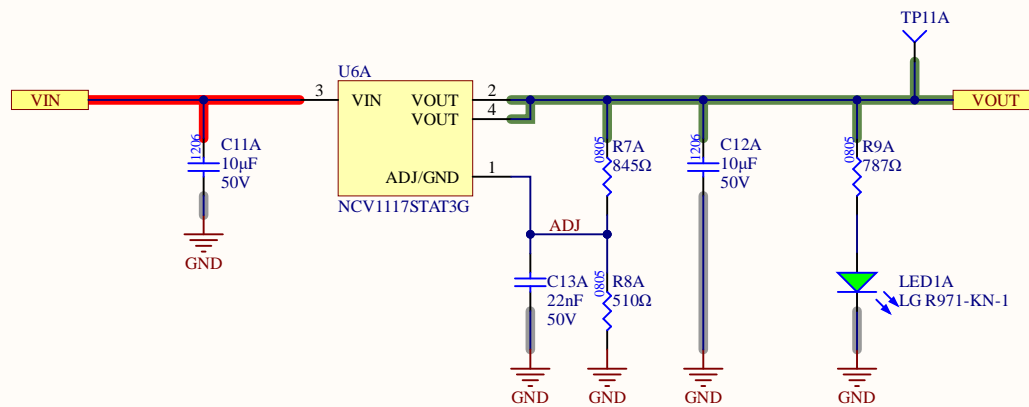 TP11A
U6A
VIN
3
VIN
VOUT
2
VOUT
4
VOUT
1206
C11A
10µF
50V
ADJ/GND
1
NCV1117STAT3G
0805
R7A
845Ω
1206
C12A
10µF
50V
R9A
0805
787Ω
GND
ADJ
C13A
22nF
50V
0805
R8A
510Ω
LED1A
LG R971-KN-1
GND
GND
GND
GND